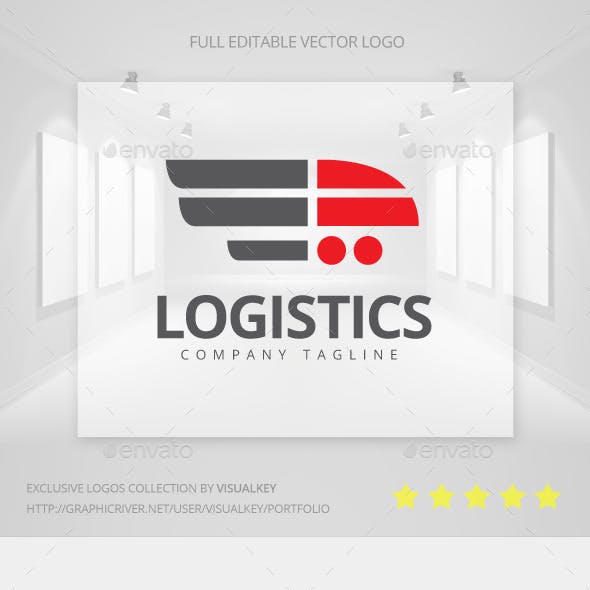 FULL EDITABLE VECTOR LOGO
envato envato
LOGISTICS
COMPANY TAGLINE
envato envato
EXCLUSIVE LOGOS COLLECTION BY VISUALKEY
HTTP://GRAPHICRIVER.NET/USER/VISUALKEY/PORTFOLIO